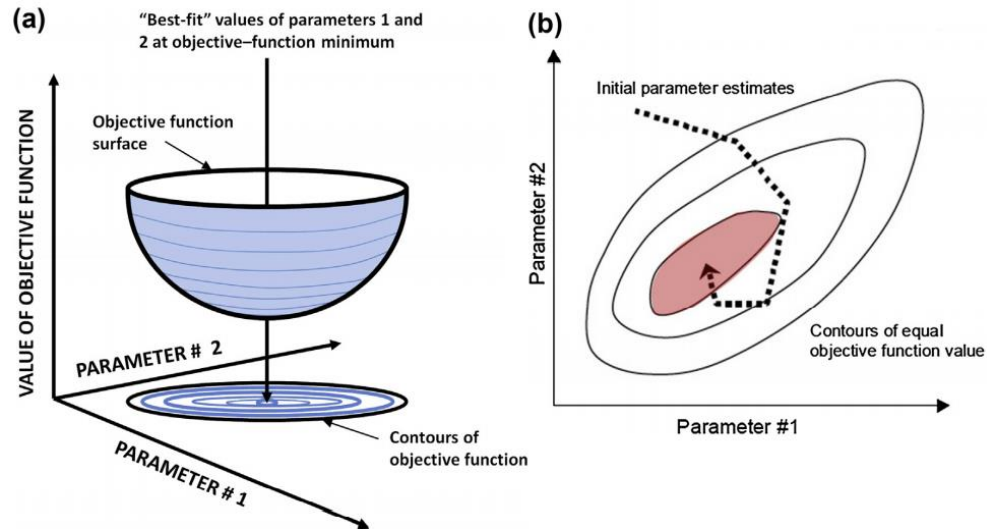 (a)
"Best-fit" values of parameters 1 and
2 at objective–function minimum
Objective function
surface
VALUE OF OBJECTIVE FUNCTION
PARAMETER # 2
Contours of
objective function
PARAMETER # 1
(b)
Initial parameter estimates
Parameter #2
Contours of equal
objective function value
Parameter #1